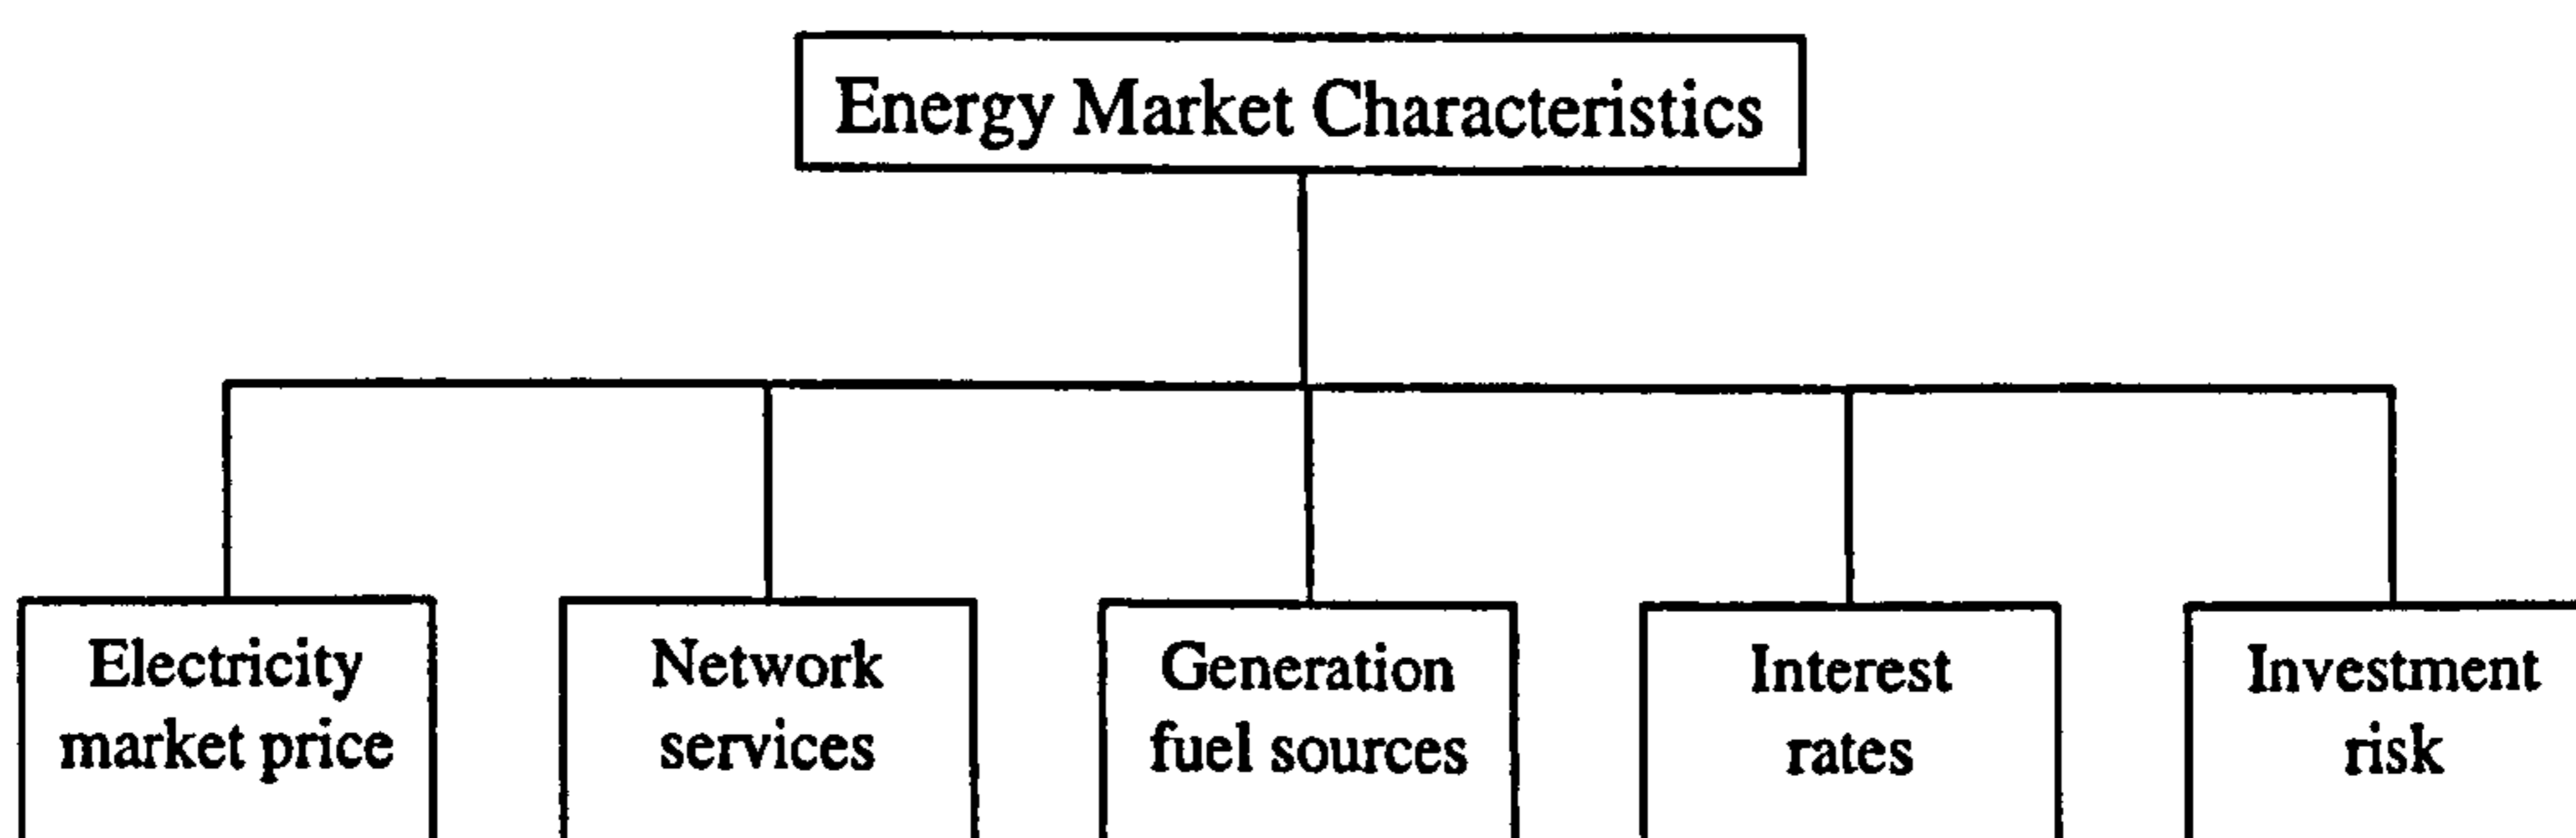 Energy Market Characteristics
Electricity
market price
Network
services
Generation
fuel sources
Interest
rates
Investment
risk